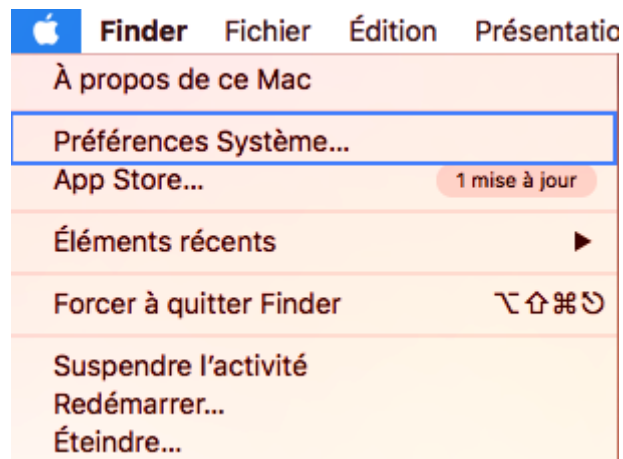 Finder Fichier Édition Présentatio
À propos de ce Mac
Préférences Système...
App Store... 1 mise à jour
Éléments récents
Forcer à quitter Finder ⌥⇧⌘⎋
Suspendre l’activité
Redémarrer...
Éteindre...